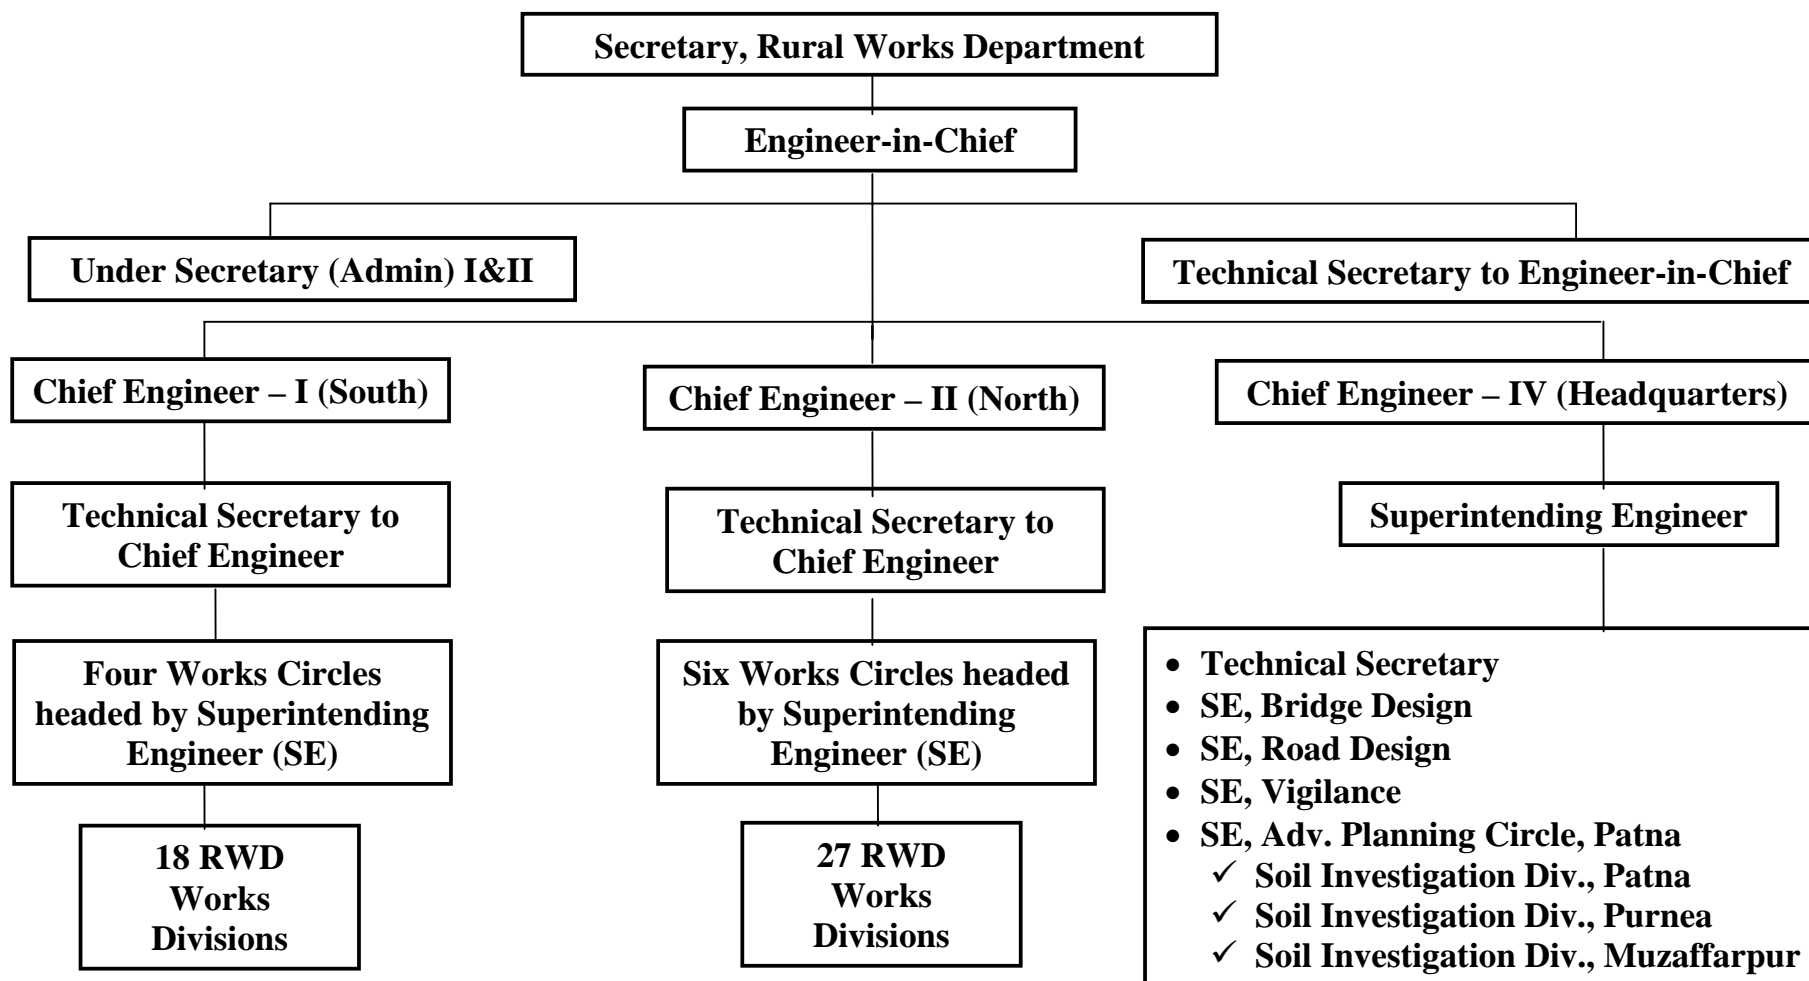 Secretary, Rural Works Department
Engineer-in-Chief
Under Secretary (Admin) I&II
Technical Secretary to Engineer-in-Chief
Chief Engineer – I (South)
Chief Engineer – II (North)
Chief Engineer – IV (Headquarters)
Technical Secretary to
Chief Engineer
Technical Secretary to
Chief Engineer
Superintending Engineer
Four Works Circles
headed by Superintending
Engineer (SE)
Six Works Circles headed
by Superintending
Engineer (SE)
• Technical Secretary
• SE, Bridge Design
• SE, Road Design
• SE, Vigilance
• SE, Adv. Planning Circle, Patna
✓ Soil Investigation Div., Patna
✓ Soil Investigation Div., Purnea
✓ Soil Investigation Div., Muzaffarpur
18 RWD
Works
Divisions
27 RWD
Works
Divisions